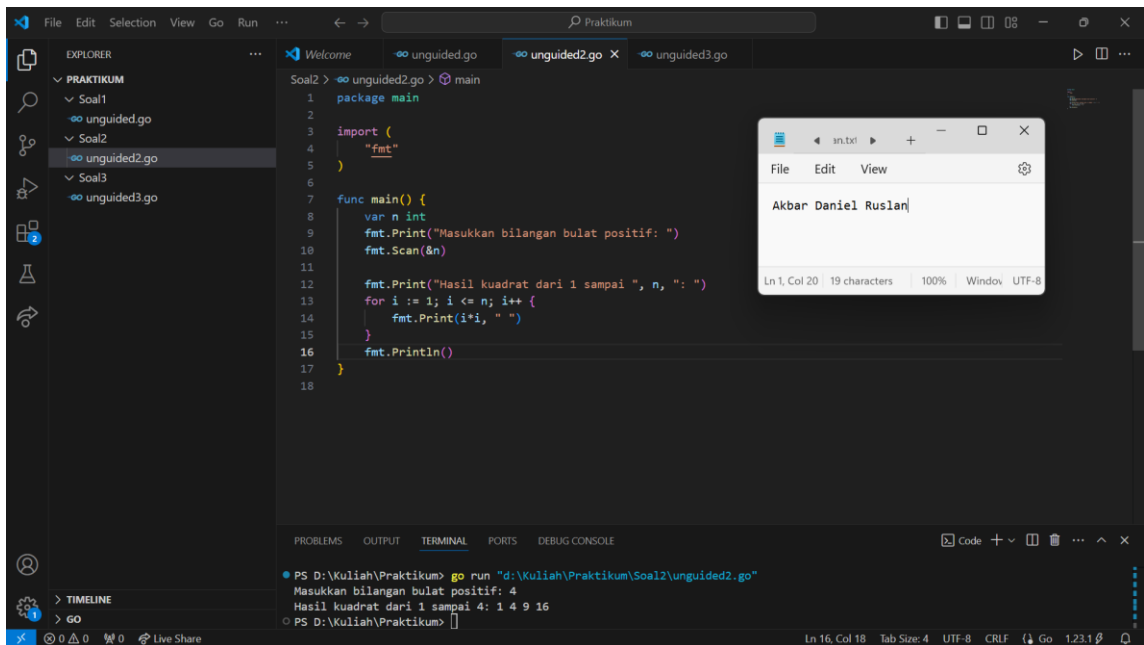 File Edit Selection View Go Run ... Praktikum
EXPLORER ...
PRAKTIKUM
Soal1
unguided.go
Soal2
unguided2.go
Soal3
unguided3.go
TIMELINE
GO
Welcome unguided.go unguided2.go unguided3.go
Soal2 > unguided2.go > main
1 package main
2
3 import (
4 "fmt"
5 )
6
7 func main() {
8 var n int
9 fmt.Print("Masukkan bilangan bulat positif: ")
10 fmt.Scan(&n)
11
12 fmt.Print("Hasil kuadrat dari 1 sampai ", n, ": ")
13 for i := 1; i <= n; i++ {
14 fmt.Print(i*i, " ")
15 }
16 fmt.Println()
17 }
18
an.txt
File Edit View
Akbar Daniel Ruslan
Ln 1, Col 20 19 characters 100% Window UTF-8
PROBLEMS OUTPUT TERMINAL PORTS DEBUG CONSOLE Code
PS D:\Kuliah\Praktikum> go run "d:\Kuliah\Praktikum\Soal2\unguided2.go"
Masukkan bilangan bulat positif: 4
Hasil kuadrat dari 1 sampai 4: 1 4 9 16
PS D:\Kuliah\Praktikum>
2
1
0 0 0 Live Share Ln 16, Col 18 Tab Size: 4 UTF-8 CRLF Go 1.23.1